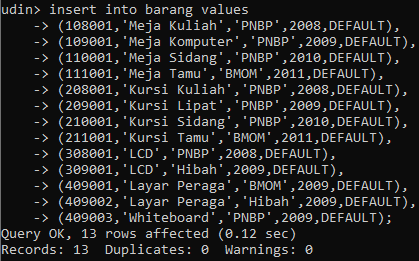 udin> insert into barang values
-> (108001,'Meja Kuliah','PNBP',2008,DEFAULT),
-> (109001,'Meja Komputer','PNBP',2009,DEFAULT),
-> (110001,'Meja Sidang','PNBP',2010,DEFAULT),
-> (111001,'Meja Tamu','BMOM',2011,DEFAULT),
-> (208001,'Kursi Kuliah','PNBP',2008,DEFAULT),
-> (209001,'Kursi Lipat','PNBP',2009,DEFAULT),
-> (210001,'Kursi Sidang','PNBP',2010,DEFAULT),
-> (211001,'Kursi Tamu','BMOM',2011,DEFAULT),
-> (308001,'LCD','PNBP',2008,DEFAULT),
-> (309001,'LCD','Hibah',2009,DEFAULT),
-> (409001,'Layar Peraga','BMOM',2009,DEFAULT),
-> (409002,'Layar Peraga','Hibah',2009,DEFAULT),
-> (409003,'Whiteboard','PNBP',2009,DEFAULT);
Query OK, 13 rows affected (0.12 sec)
Records: 13  Duplicates: 0  Warnings: 0